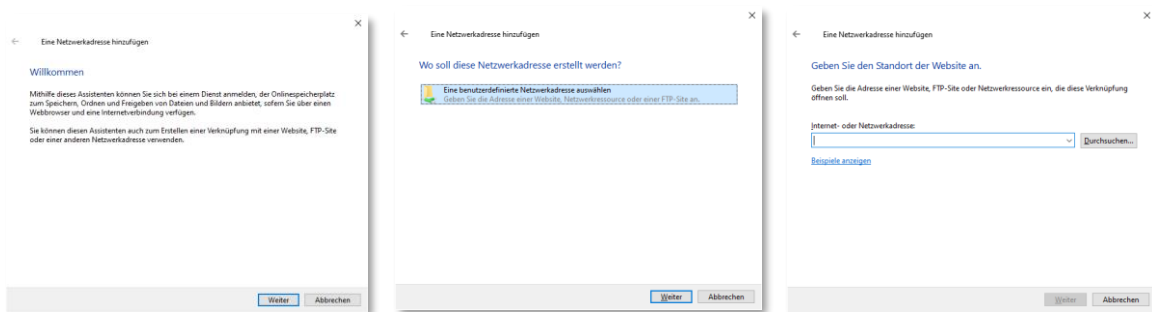 Eine Netzwerkadresse hinzufügen
Willkommen
Mithilfe dieses Assistenten können Sie sich bei einem Dienst anmelden, der Onlinespeicherplatz
zum Speichern, Ordnen und Freigeben von Dateien und Bildern anbietet, sofern Sie über einen
Webbrowser und eine Internetverbindung verfügen.
Sie können diesen Assistenten auch zum Erstellen einer Verknüpfung mit einer Website, FTP-Site
oder einer anderen Netzwerkadresse verwenden.
Weiter Abbrechen
Eine Netzwerkadresse hinzufügen
Wo soll diese Netzwerkadresse erstellt werden?
Eine benutzerdefinierte Netzwerkadresse auswählen
Geben Sie die Adresse einer Website, Netzwerkressource oder einer FTP-Site an.
Weiter Abbrechen
Eine Netzwerkadresse hinzufügen
Geben Sie den Standort der Website an.
Geben Sie die Adresse einer Website, FTP-Site oder Netzwerkressource ein, die diese Verknüpfung
öffnen soll.
Internet- oder Netzwerkadresse:
Durchsuchen...
Beispiele anzeigen
Weiter Abbrechen